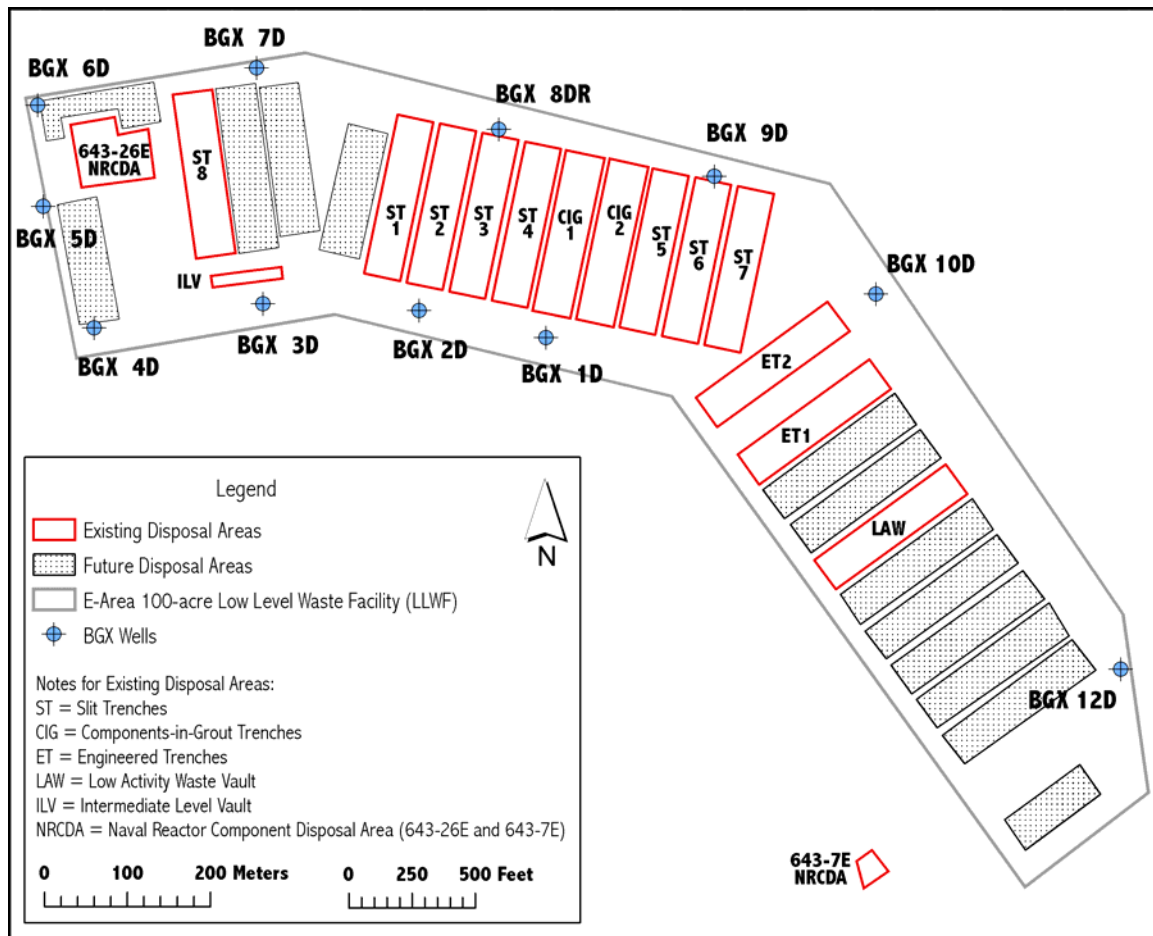 BGX 7D
BGX 6D
BGX 8DR
BGX 9D
643-26E
NRCDA
ST
8
ST
1
ST
2
ST
3
ST
4
CIG
1
CIG
2
ST
5
ST
6
ST
7
BGX 5D
ILV
BGX 10D
BGX 4D
BGX 3D
BGX 2D
BGX 1D
ET2
ET1
LAW
BGX 12D
643-7E
NRCDA
Legend
Existing Disposal Areas
Future Disposal Areas
E-Area 100-acre Low Level Waste Facility (LLWF)
BGX Wells
N
Notes for Existing Disposal Areas:
ST = Slit Trenches
CIG = Components-in-Grout Trenches
ET = Engineered Trenches
LAW = Low Activity Waste Vault
ILV = Intermediate Level Vault
NRCDA = Naval Reactor Component Disposal Area (643-26E and 643-7E)
0 100 200 Meters
0 250 500 Feet